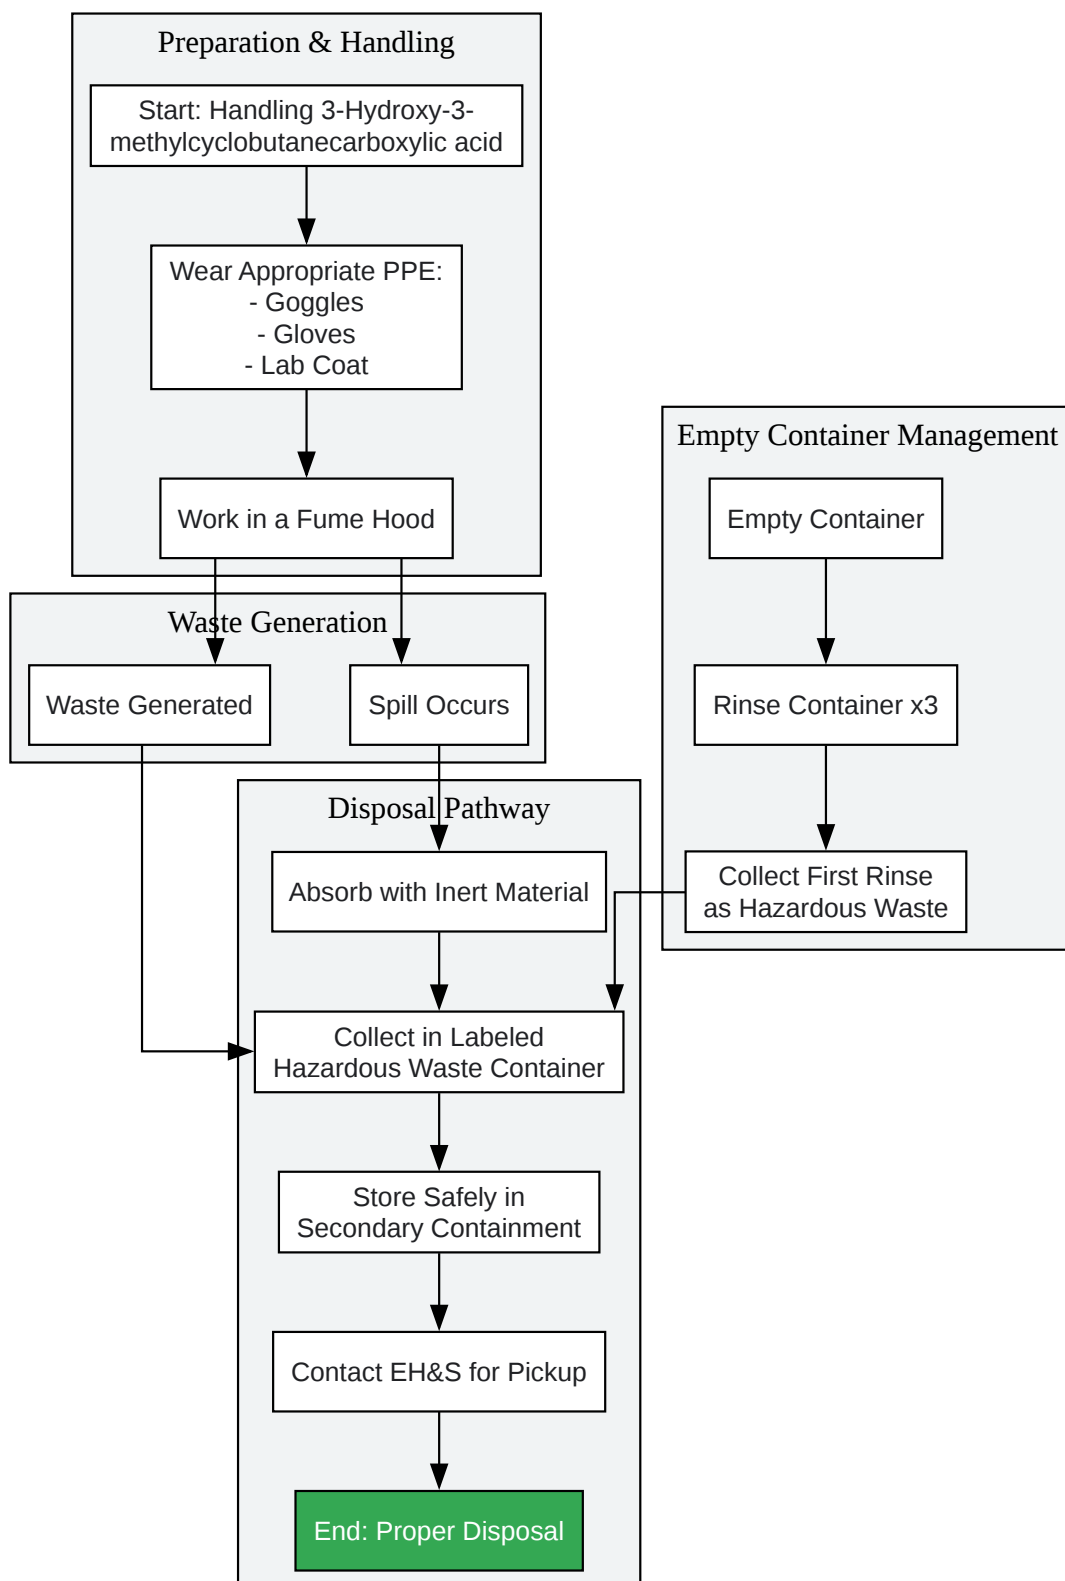 Preparation & Handling
Start: Handling 3-Hydroxy-3-
methylcyclobutanecarboxylic acid
Wear Appropriate PPE:
- Goggles
- Gloves
- Lab Coat
Work in a Fume Hood
Waste Generation
Waste Generated
Spill Occurs
Disposal Pathway
Absorb with Inert Material
Collect in Labeled
Hazardous Waste Container
Store Safely in
Secondary Containment
Contact EH&S for Pickup
End: Proper Disposal
Empty Container Management
Empty Container
Rinse Container x3
Collect First Rinse
as Hazardous Waste